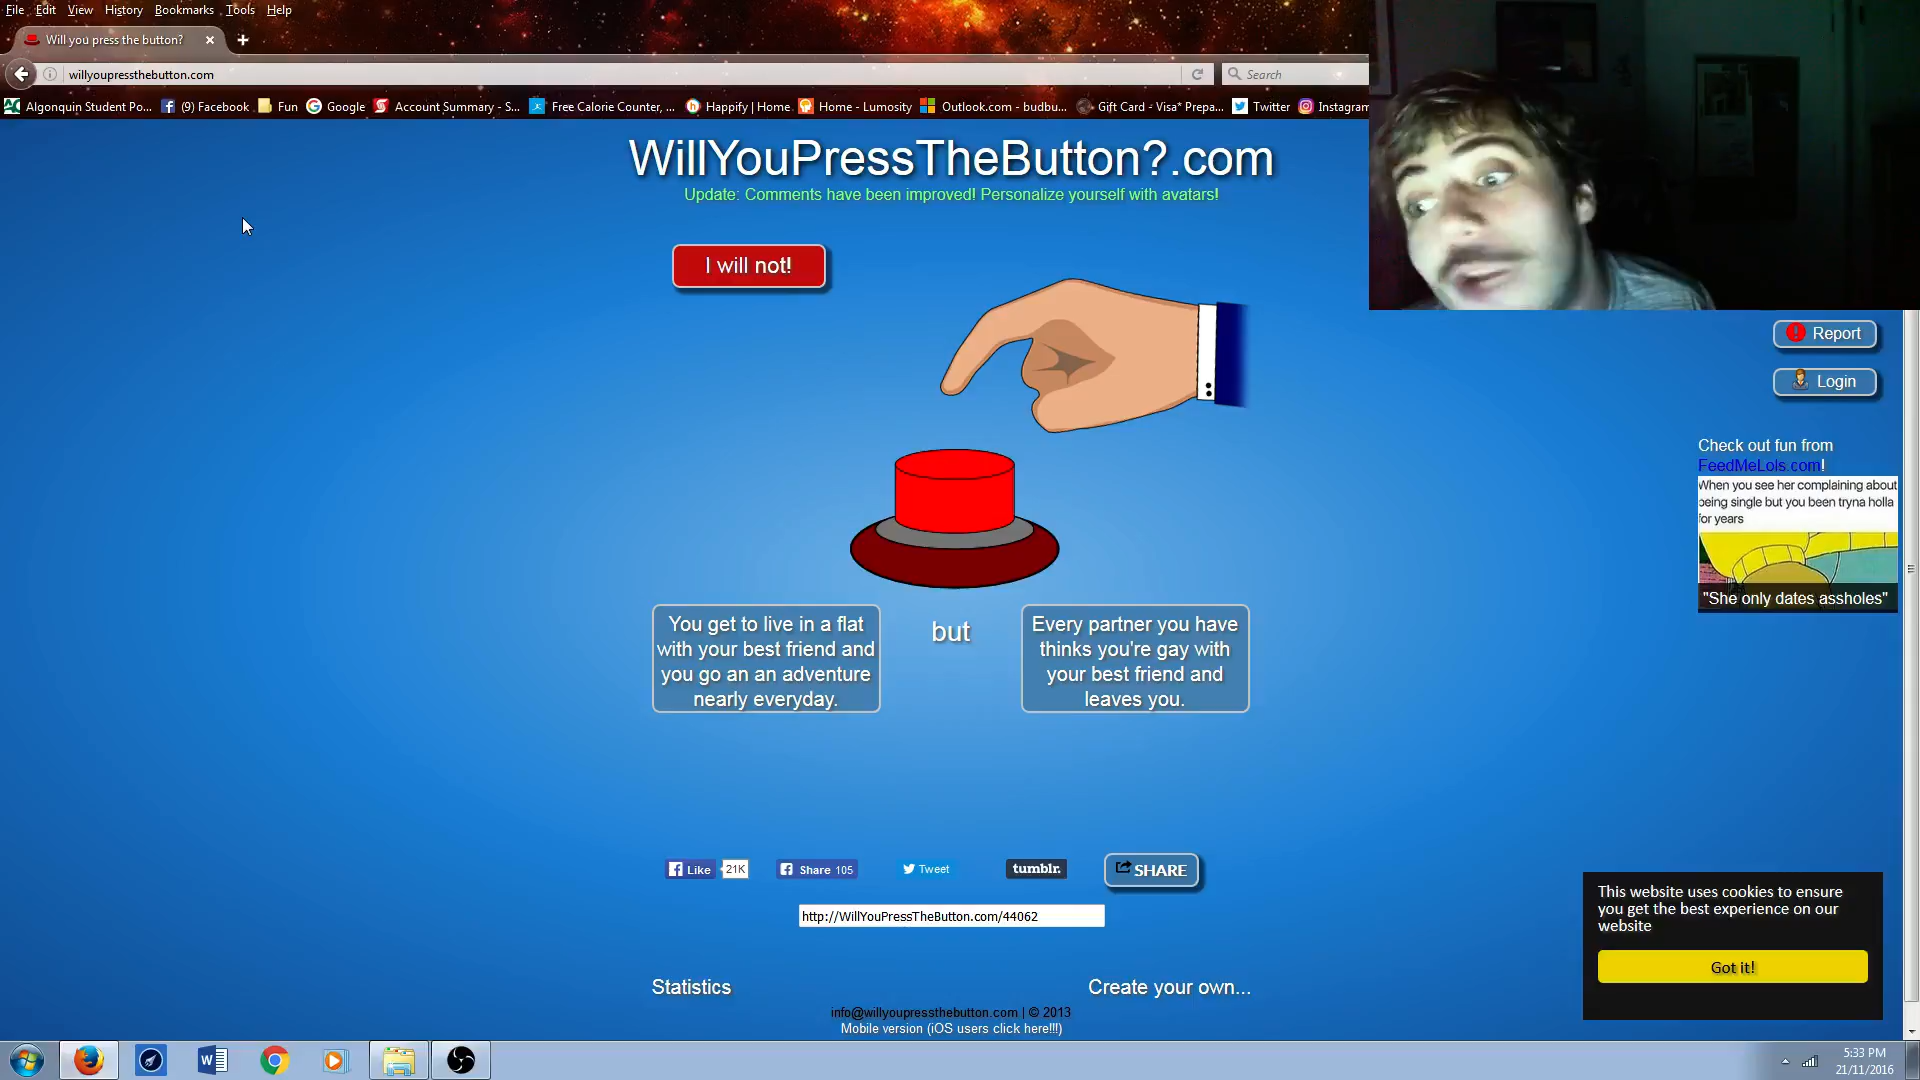 File Edit View History Bookmarks Tools Help
Will you press the button?
willyoupressthebutton.com
Search
Algonquin Student Po... (9) Facebook Fun Google Account Summary - S... Free Calorie Counter, ... Happify | Home Home - Lumosity Outlook.com - budbu... Gift Card - Visa* Prepa... Twitter Instagram
WillYouPressTheButton?.com
Update: Comments have been improved! Personalize yourself with avatars!
I will not!
Report
Login
Check out fun from
FeedMeLols.com!
When you see her complaining about
being single but you been tryna holla
for years
"She only dates assholes"
You get to live in a flat
with your best friend and
you go an an adventure
nearly everyday.
but
Every partner you have
thinks you're gay with
your best friend and
leaves you.
Like 21K
Share 105
Tweet
tumblr.
SHARE
http://WillYouPressTheButton.com/44062
This website uses cookies to ensure
you get the best experience on our
website
Got it!
Statistics
Create your own...
info@willyoupressthebutton.com | © 2013
Mobile version (iOS users click here!!!)
5:33 PM
21/11/2016